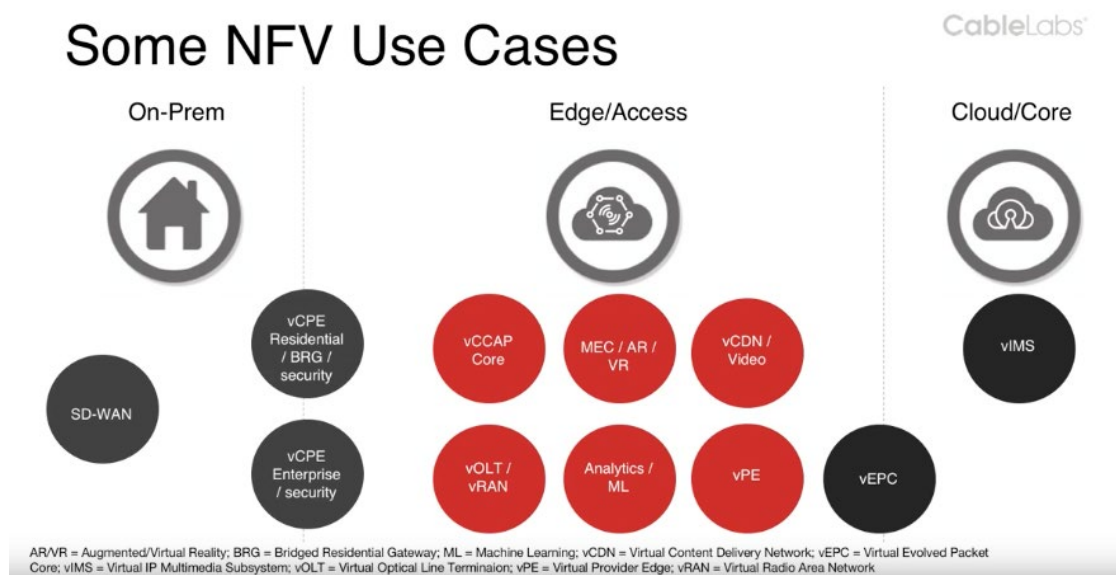 CableLabs®
Some NFV Use Cases
On-Prem
Edge/Access
Cloud/Core
vCPE
Residential
/ BRG /
security
vCCAP
Core
MEC / AR /
VR
vCDN /
Video
vIMS
SD-WAN
vCPE
Enterprise
/ security
vOLT /
vRAN
Analytics /
ML
vPE
vEPC
AR/VR = Augmented/Virtual Reality; BRG = Bridged Residential Gateway; ML = Machine Learning; vCDN = Virtual Content Delivery Network; vEPC = Virtual Evolved Packet
Core; vIMS = Virtual IP Multimedia Subsystem; vOLT = Virtual Optical Line Terminaion; vPE = Virtual Provider Edge; vRAN = Virtual Radio Area Network